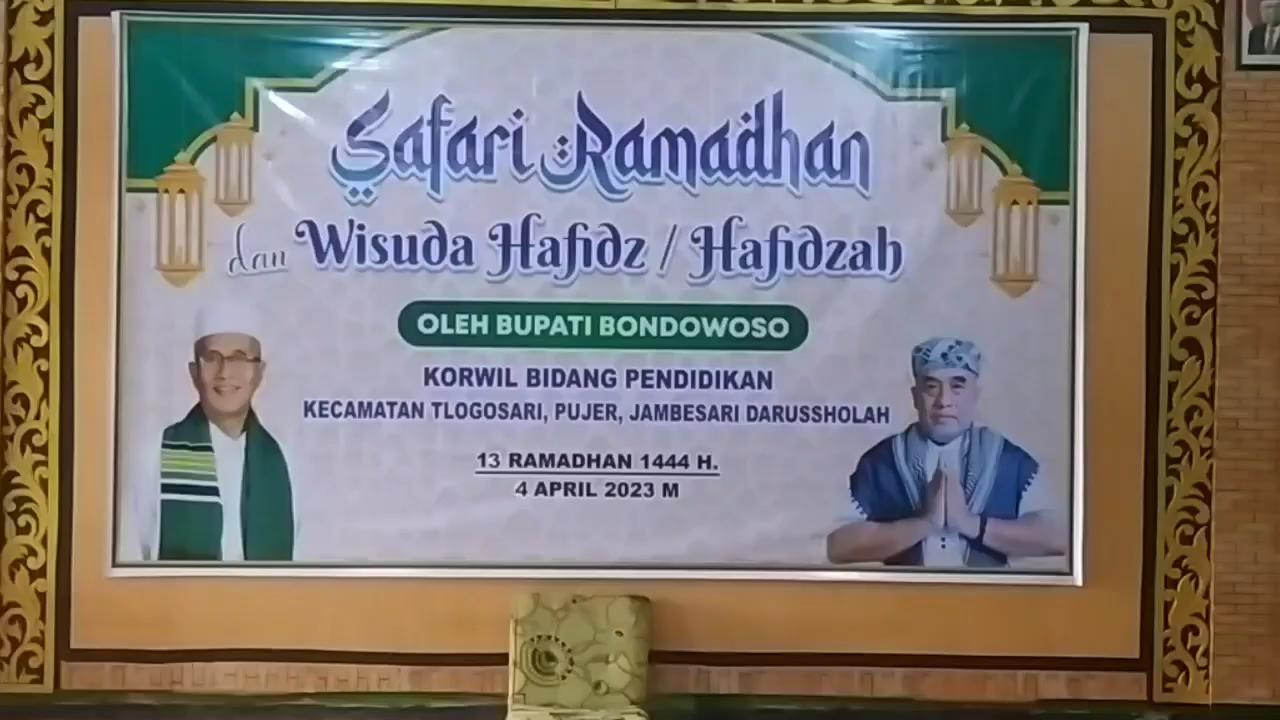 Safari Ramadhan
dan Wisuda Hafidz / Hafidzah
OLEH BUPATI BONDOWOSO
KORWIL BIDANG PENDIDIKAN
KECAMATAN TLOGOSARI, PUJER, JAMBESARI DARUSSHOLAH
13 RAMADHAN 1444 H.
4 APRIL 2023 M